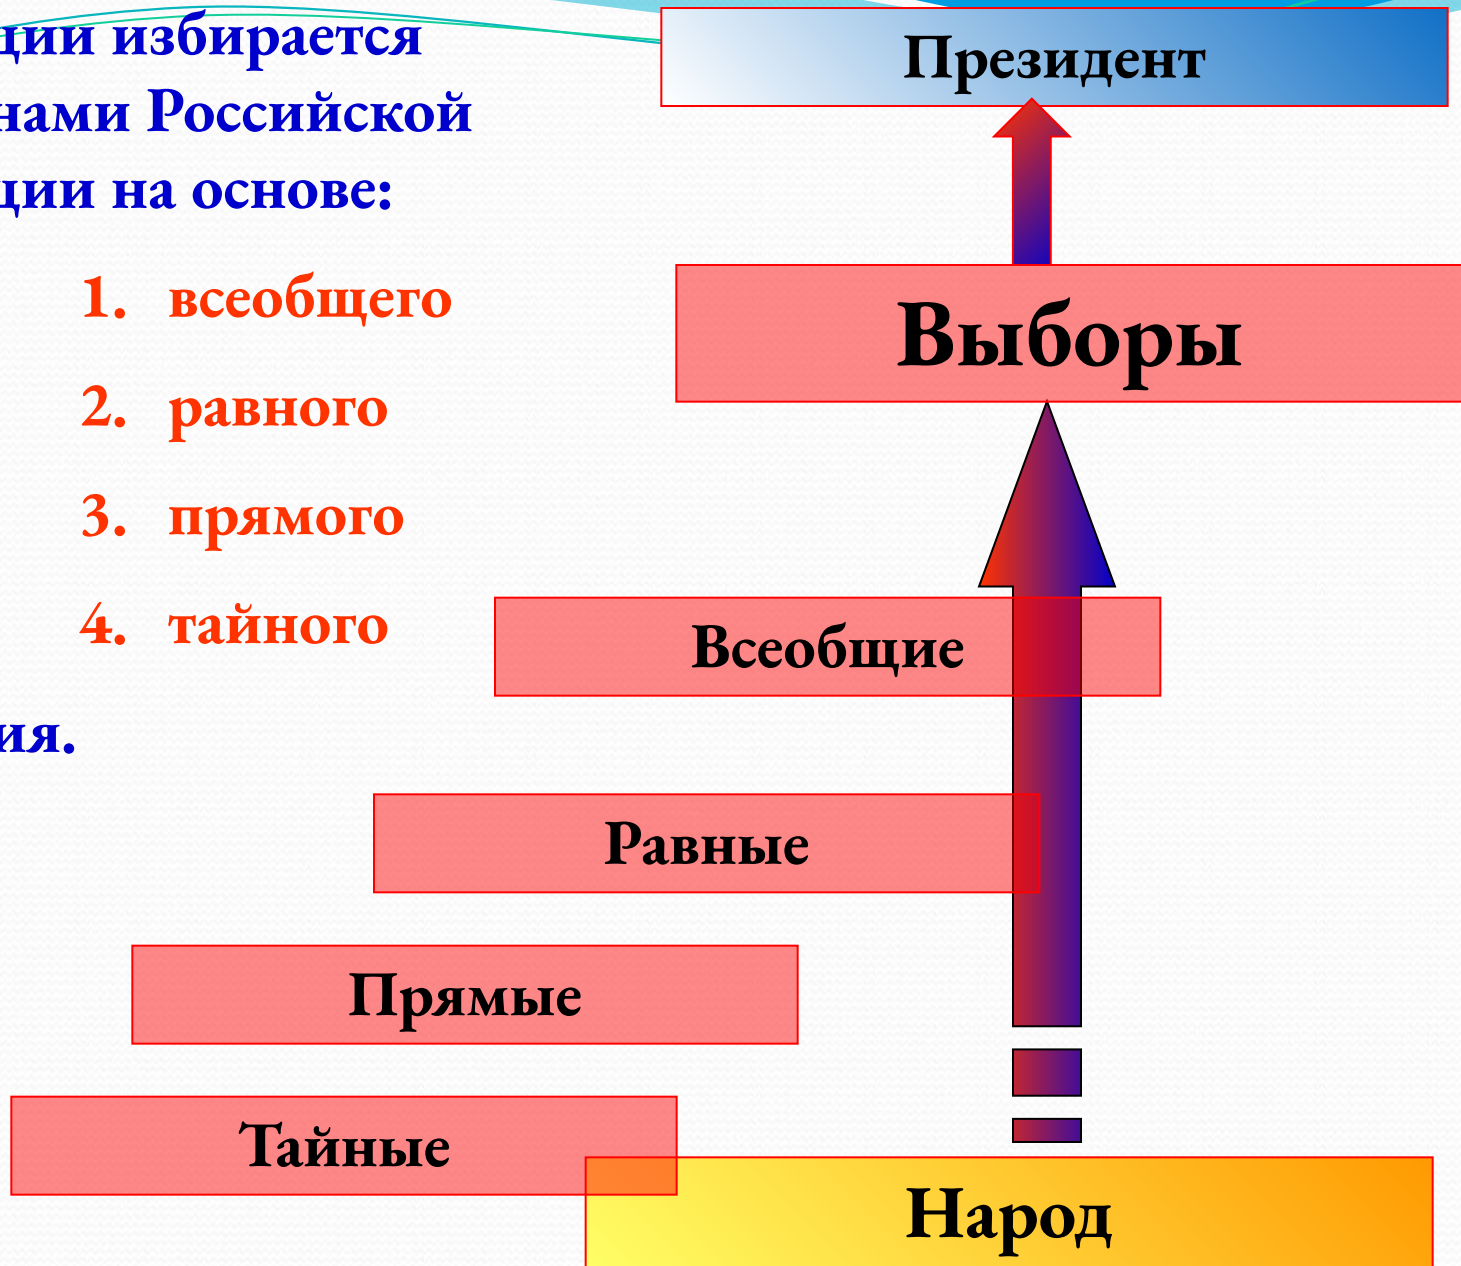 ции избирается
нами Российской
ции на основе:
1. всеобщего
2. равного
3. прямого
4. тайного
ия.
Президент
Выборы
Всеобщие
Равные
Прямые
Тайные
Народ